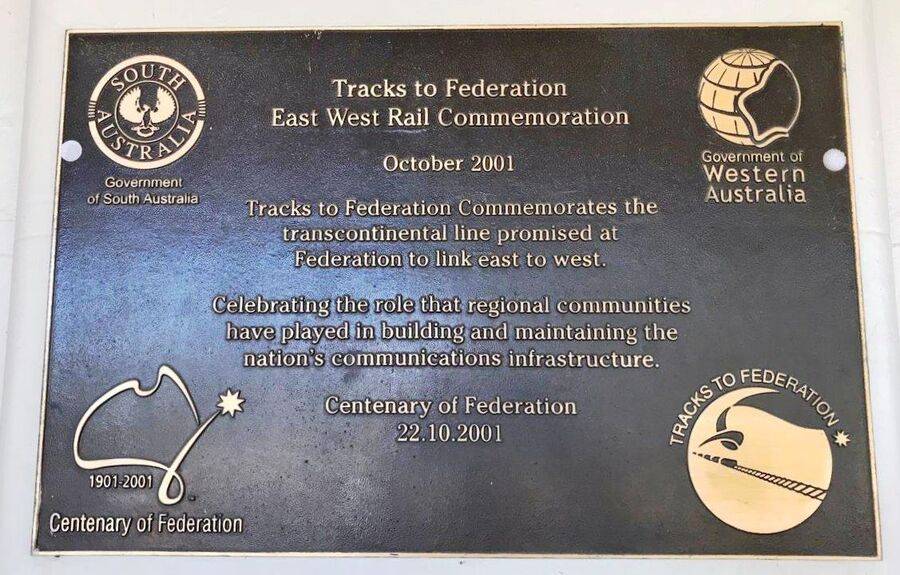 SOUTH AUSTRALIA
Government
of South Australia
Tracks to Federation
East West Rail Commemoration
October 2001
Government of
Western
Australia
Tracks to Federation Commemorates the
transcontinental line promised at
Federation to link east to west.
Celebrating the role that regional communities
have played in building and maintaining the
nation's communications infrastructure.
Centenary of Federation
22.10.2001
1901-2001
Centenary of Federation
TRACKS TO FEDERATION